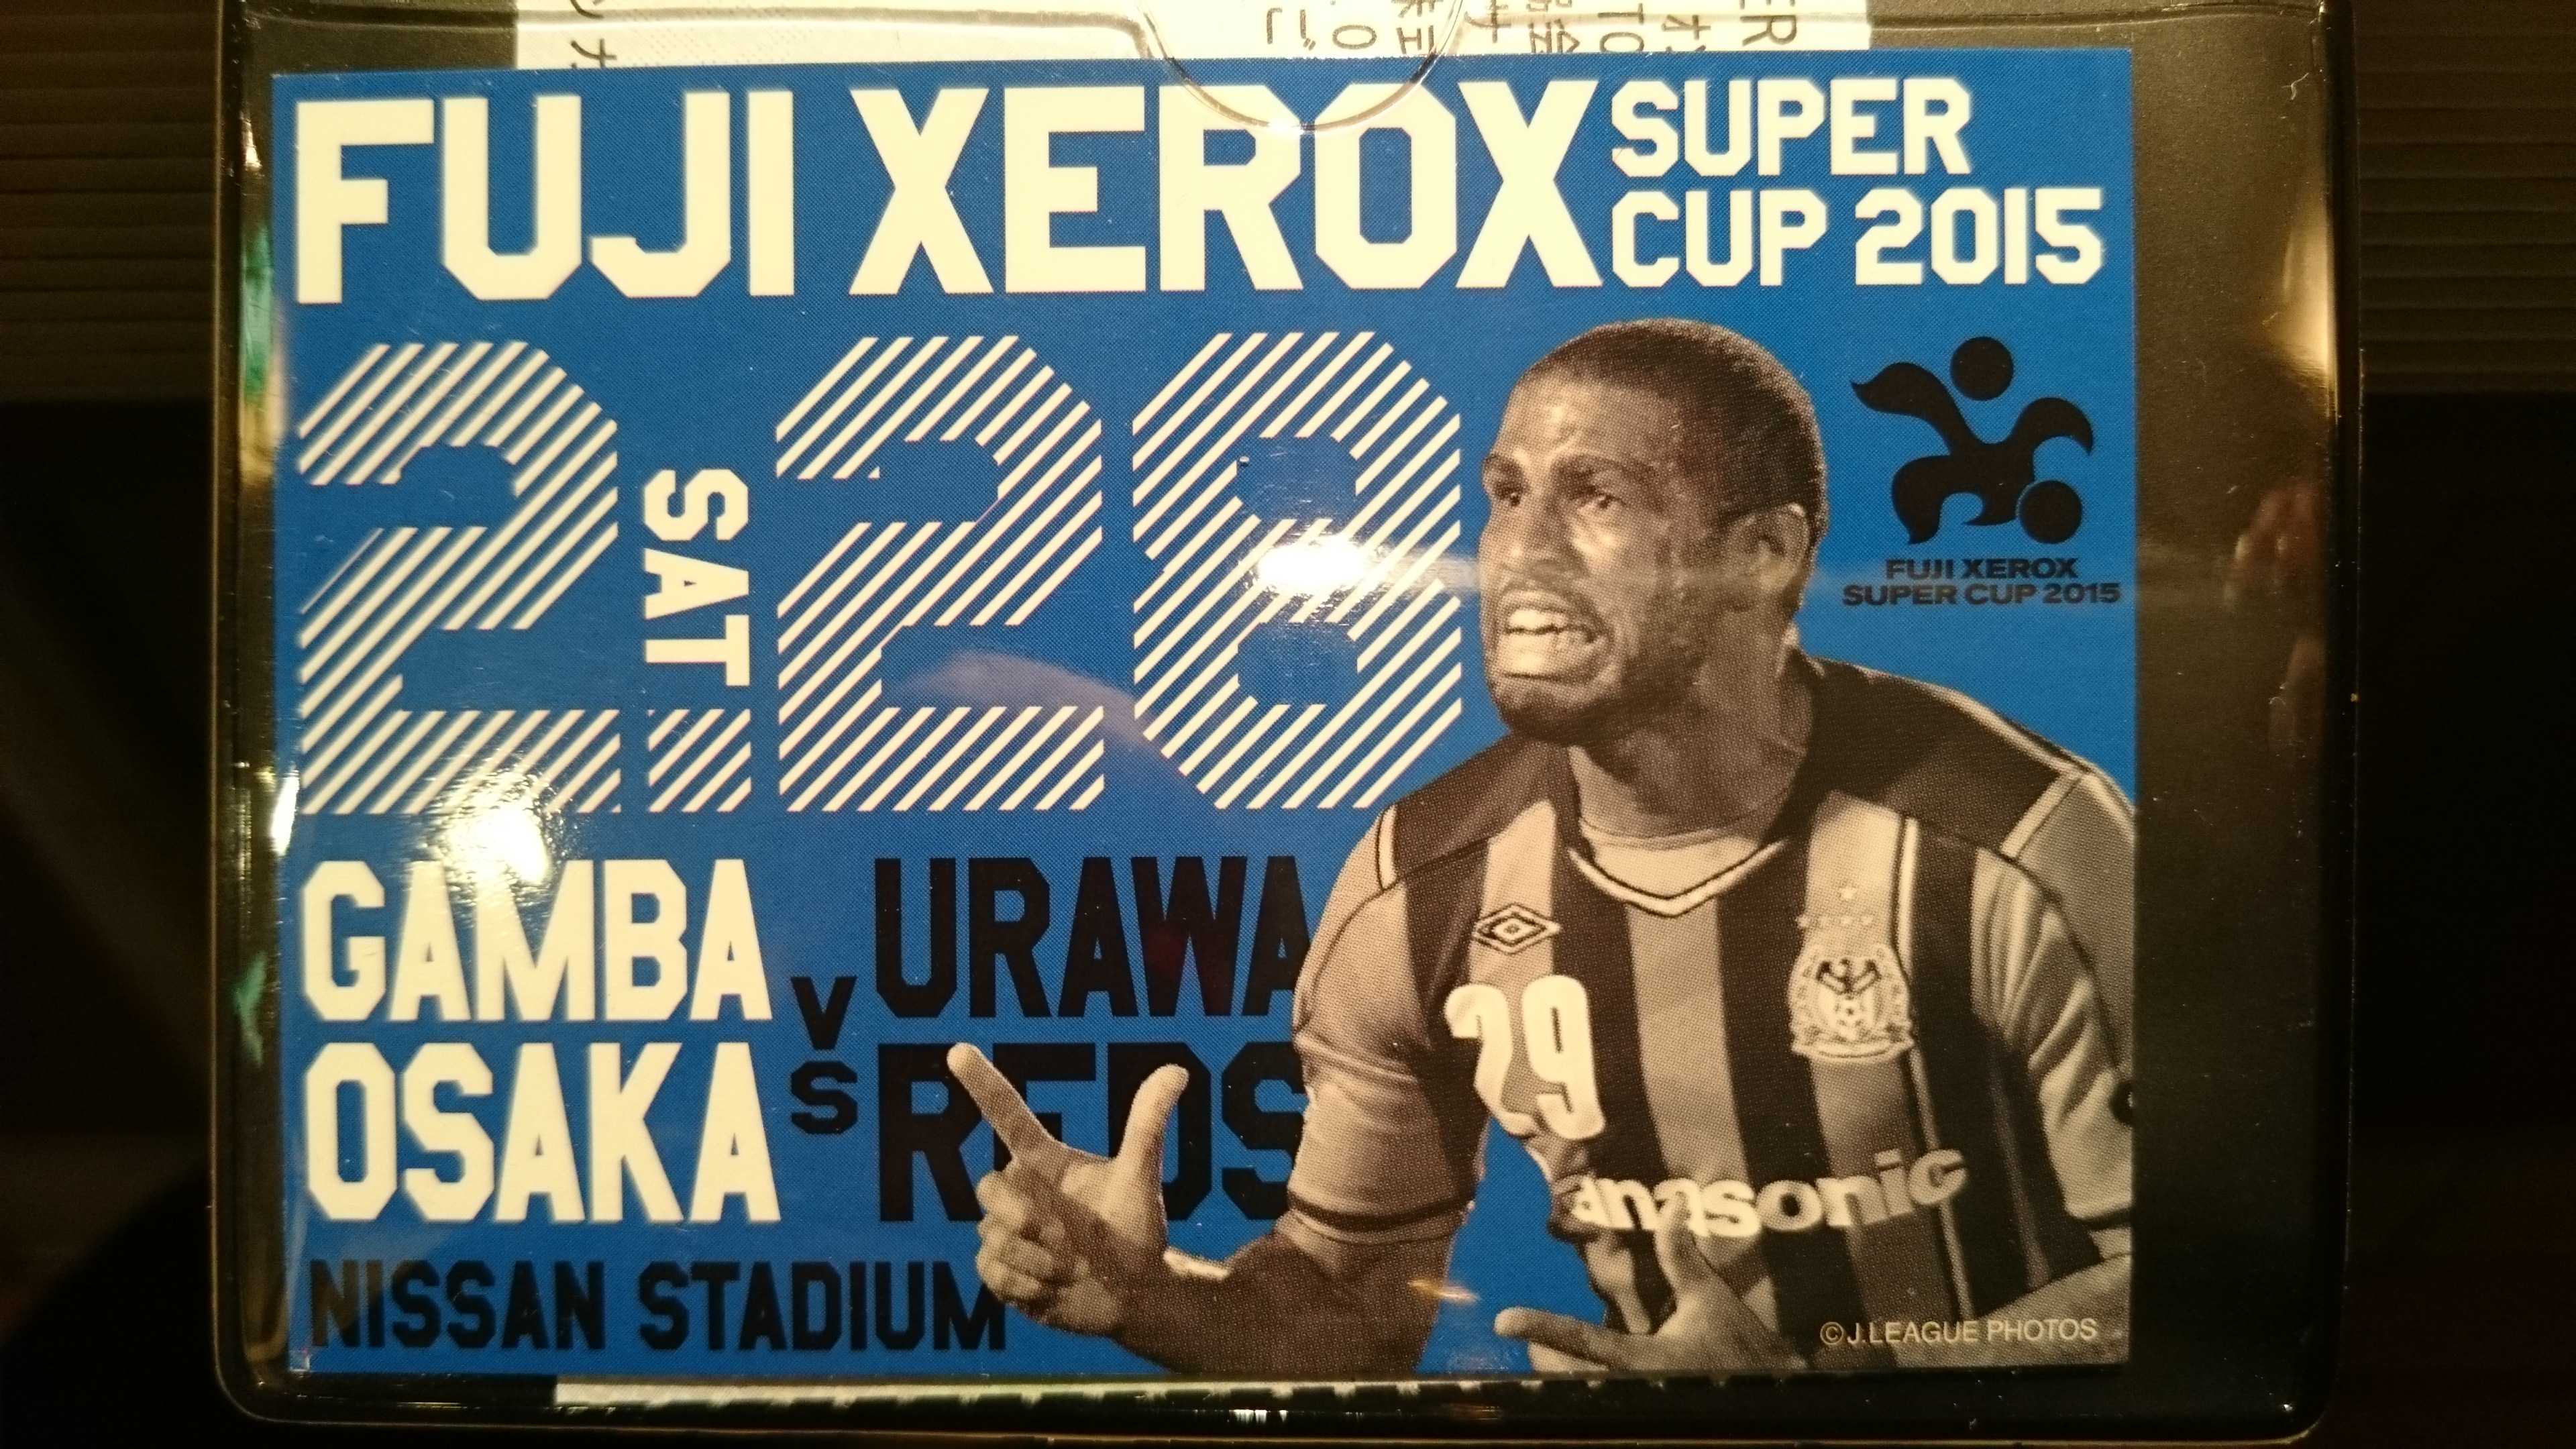 FUJI XEROX SUPER
CUP 2015
2.28
SAT
FUJI XEROX
SUPER CUP 2015
GAMBA
OSAKA
VS
URAWA
REDS
NISSAN STADIUM
29
Panasonic
©J.LEAGUE PHOTOS